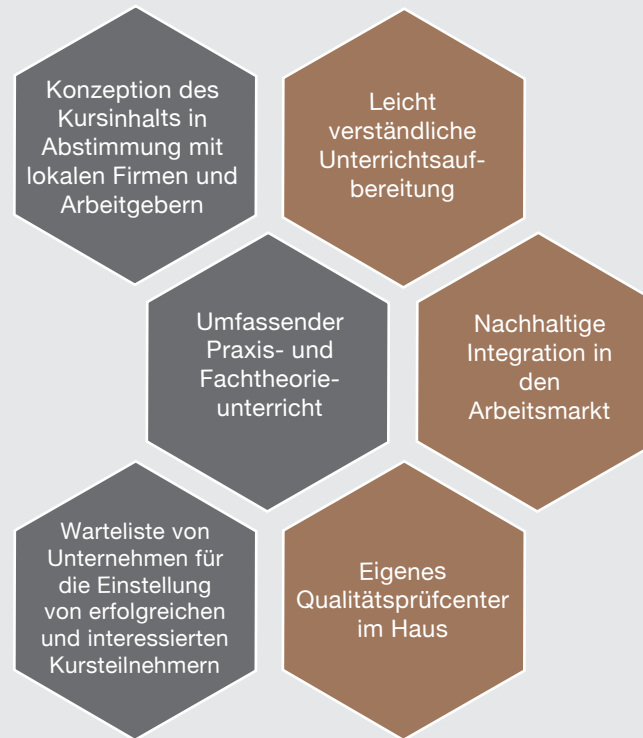 Konzeption des
Kursinhalts in
Abstimmung mit
lokalen Firmen und
Arbeitgebern
Leicht
verständliche
Unterrichtsauf-
bereitung
Umfassender
Praxis- und
Fachtheorie-
unterricht
Nachhaltige
Integration in
den
Arbeitsmarkt
Warteliste von
Unternehmen für
die Einstellung
von erfolgreichen
und interessierten
Kursteilnehmern
Eigenes
Qualitätsprüfcenter
im Haus